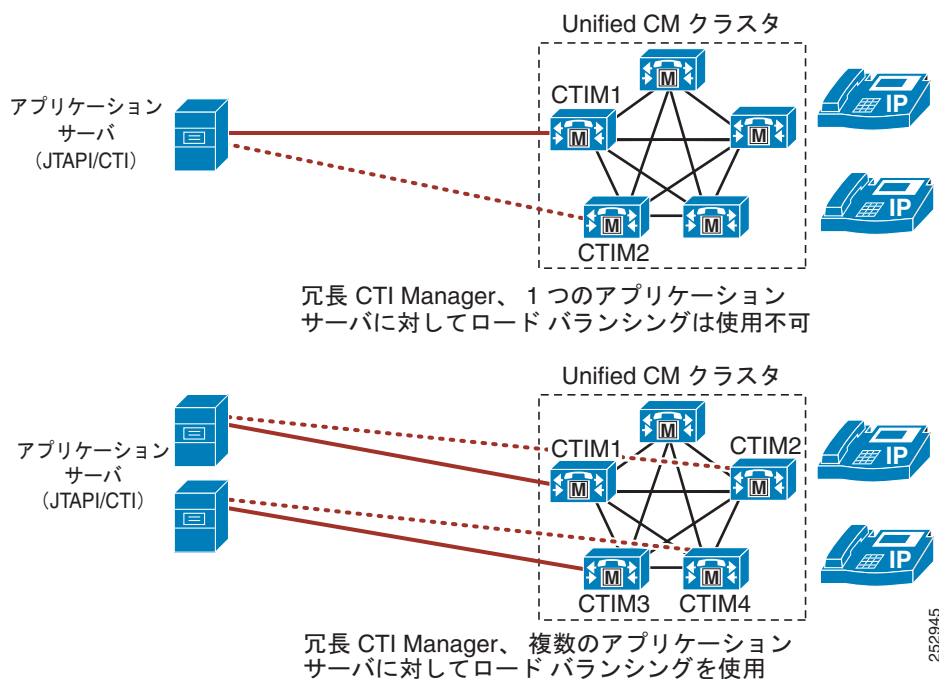 Unified CM クラスタ
アプリケーション
サーバ
（JTAPI/CTI）
CTIM1
M
M
M
M
M
CTIM2
IP
IP
冗長 CTI Manager、 1 つのアプリケーション
サーバに対してロード バランシングは使用不可
Unified CM クラスタ
アプリケーション
サーバ
（JTAPI/CTI）
CTIM1
CTIM2
M
M
M
M
M
CTIM3
CTIM4
IP
IP
冗長 CTI Manager、 複数のアプリケーション
サーバに対してロード バランシングを使用
252945